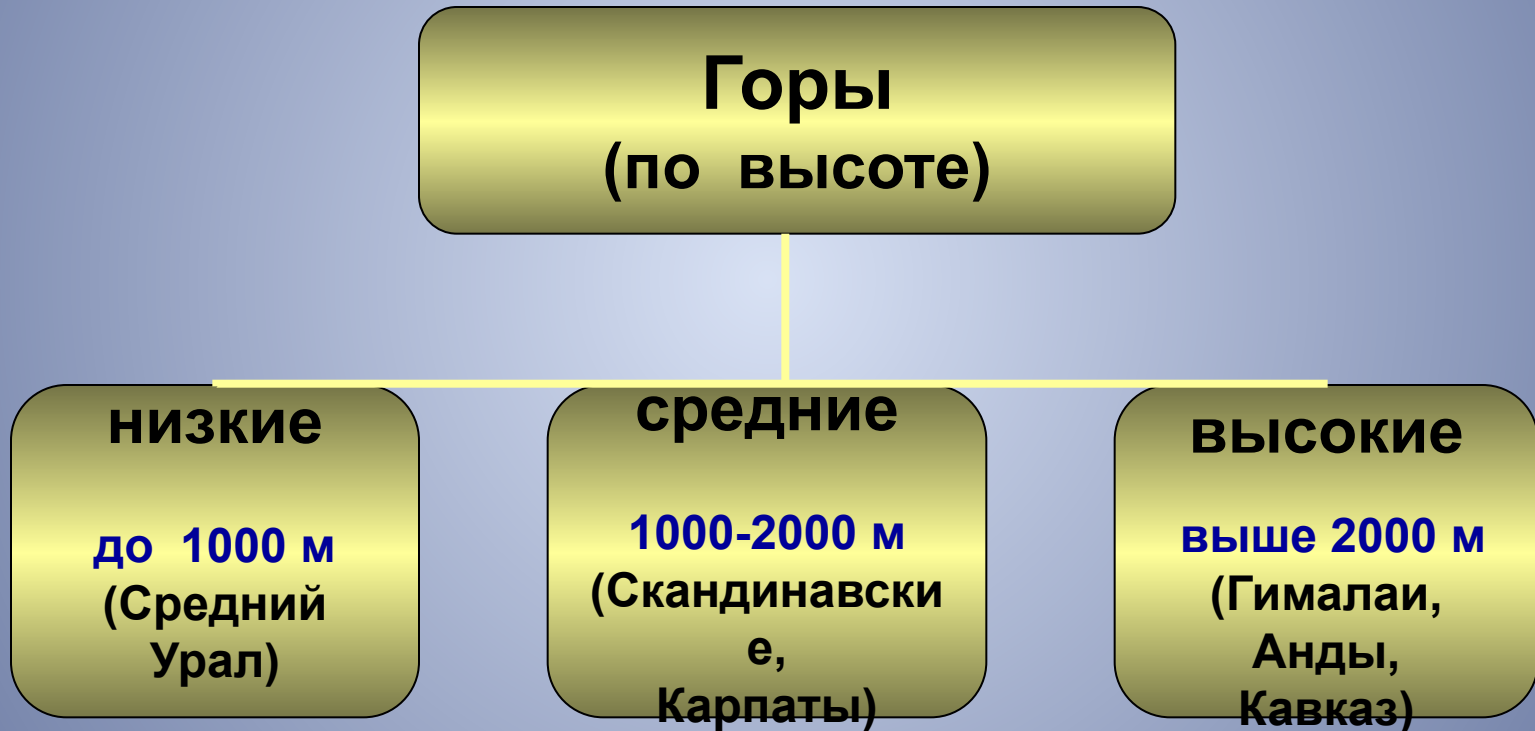 Горы
(по высоте)
низкие
до 1000 м
(Средний
Урал)
средние
1000-2000 м
(Скандинавски
е,
Карпаты)
высокие
выше 2000 м
(Гималаи,
Анды,
Кавказ)